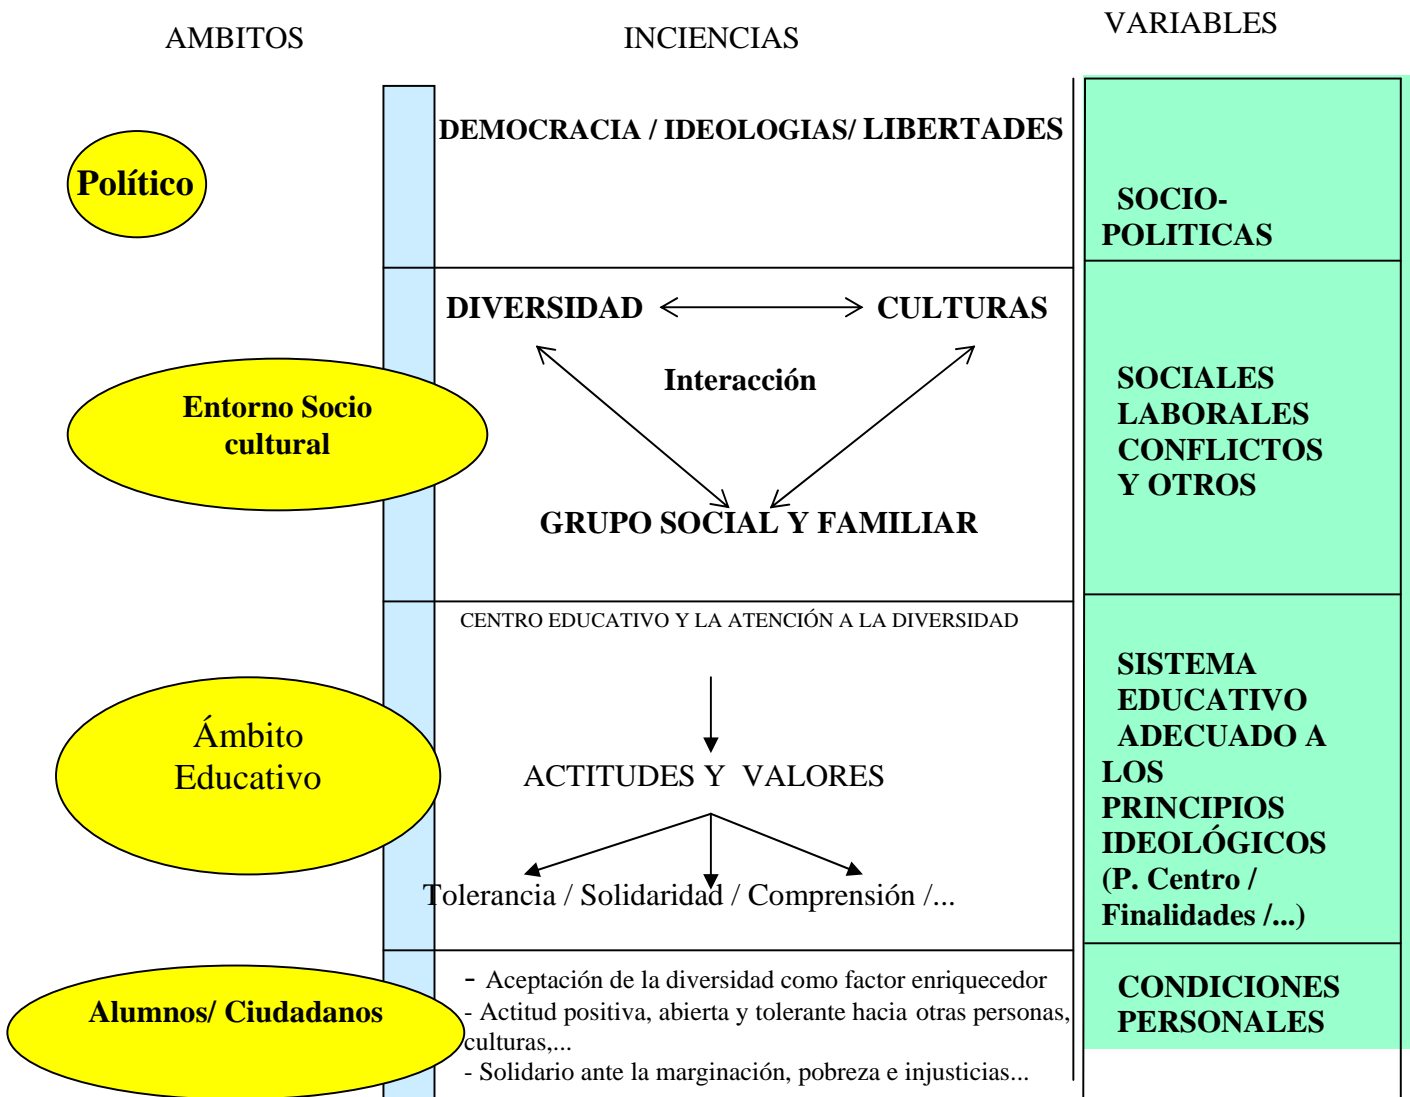 AMBITOS
INCIENCIAS
VARIABLES
Político
DEMOCRACIA / IDEOLOGIAS/ LIBERTADES
SOCIO-
POLITICAS
Entorno Socio
cultural
DIVERSIDAD
CULTURAS
Interacción
GRUPO SOCIAL Y FAMILIAR
SOCIALES
LABORALES
CONFLICTOS
Y OTROS
Ámbito
Educativo
CENTRO EDUCATIVO Y LA ATENCIÓN A LA DIVERSIDAD
ACTITUDES Y VALORES
Tolerancia / Solidaridad / Comprensión /...
SISTEMA
EDUCATIVO
ADECUADO A
LOS
PRINCIPIOS
IDEOLÓGICOS
(P. Centro /
Finalidades /...)
Alumnos/ Ciudadanos
- Aceptación de la diversidad como factor enriquecedor
- Actitud positiva, abierta y tolerante hacia otras personas,
culturas,...
- Solidario ante la marginación, pobreza e injusticias...
CONDICIONES
PERSONALES